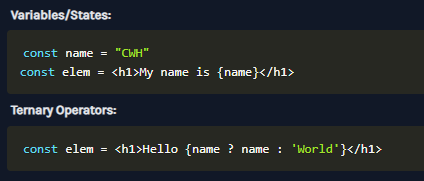 Variables/States:
const name = "CWH"
const elem = <h1>My name is {name}</h1>
Ternary Operators:
const elem = <h1>Hello {name ? name : 'World'}</h1>